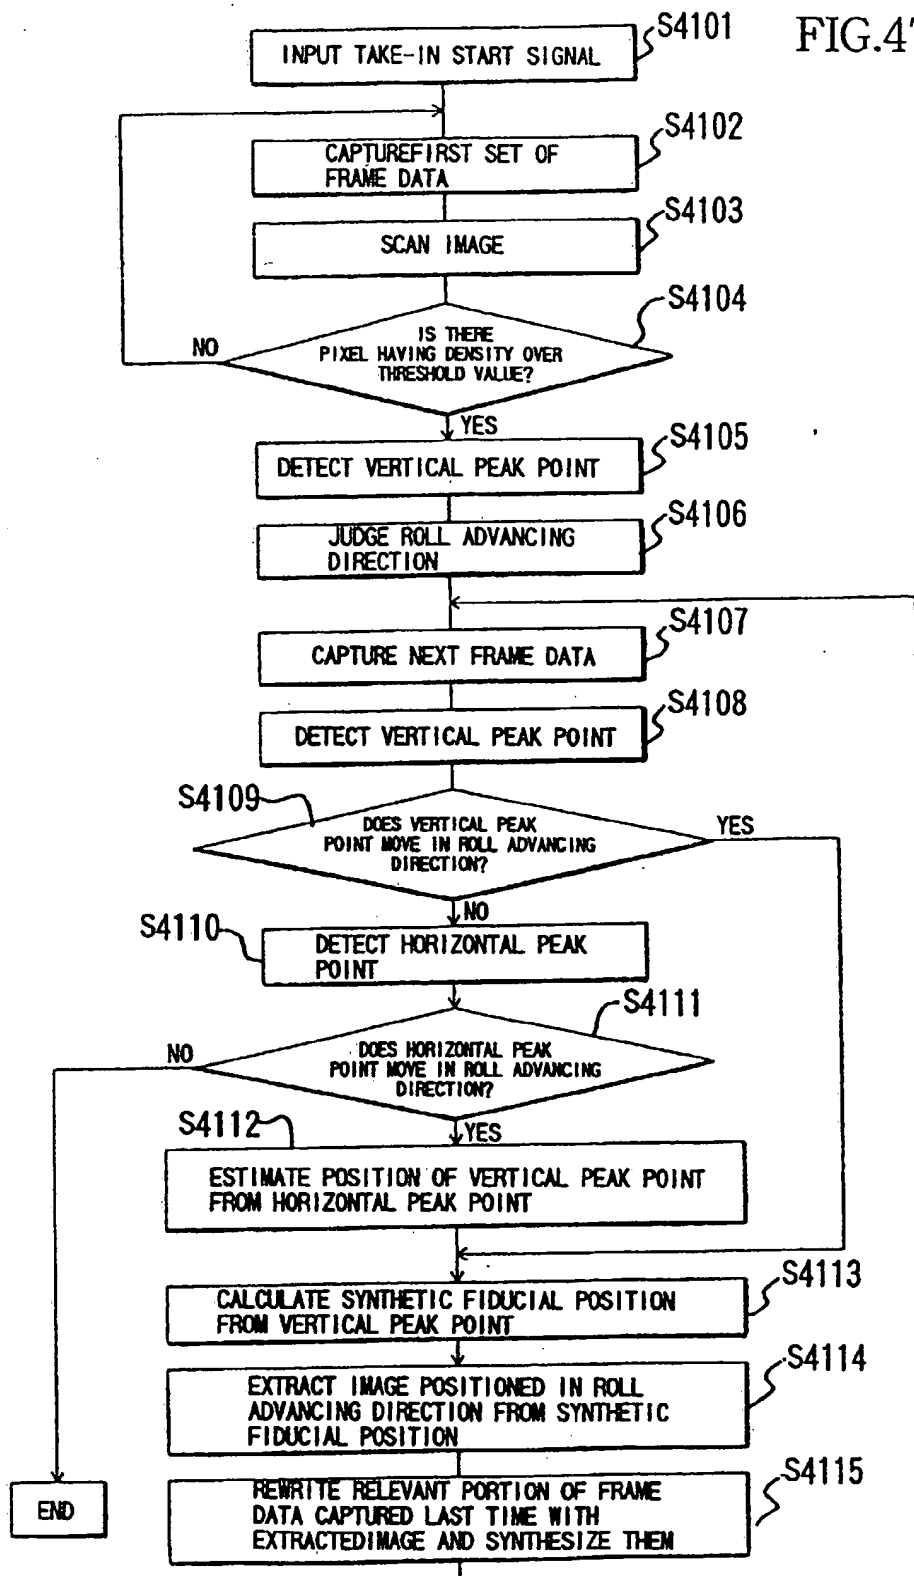 FIG.4
S4101
INPUT TAKE-IN START SIGNAL
S4102
CAPTUREFIRST SET OF
FRAME DATA
S4103
SCAN IMAGE
S4104
IS THERE
PIXEL HAVING DENSITY OVER
THRESHOLD VALUE?
NO
YES
S4105
DETECT VERTICAL PEAK POINT
S4106
JUDGE ROLL ADVANCING
DIRECTION
S4107
CAPTURE NEXT FRAME DATA
S4108
DETECT VERTICAL PEAK POINT
S4109
DOES VERTICAL PEAK
POINT MOVE IN ROLL ADVANCING
DIRECTION?
YES
NO
S4110
DETECT HORIZONTAL PEAK
POINT
S4111
DOES HORIZONTAL PEAK
POINT MOVE IN ROLL ADVANCING
DIRECTION?
NO
YES
S4112
ESTIMATE POSITION OF VERTICAL PEAK POINT
FROM HORIZONTAL PEAK POINT
S4113
CALCULATE SYNTHETIC FIDUCIAL POSITION
FROM VERTICAL PEAK POINT
S4114
EXTRACT IMAGE POSITIONED IN ROLL
ADVANCING DIRECTION FROM SYNTHETIC
FIDUCIAL POSITION
S4115
REWRITE RELEVANT PORTION OF FRAME
DATA CAPTURED LAST TIME WITH
EXTRACTEDIMAGE AND SYNTHESIZE THEM
END